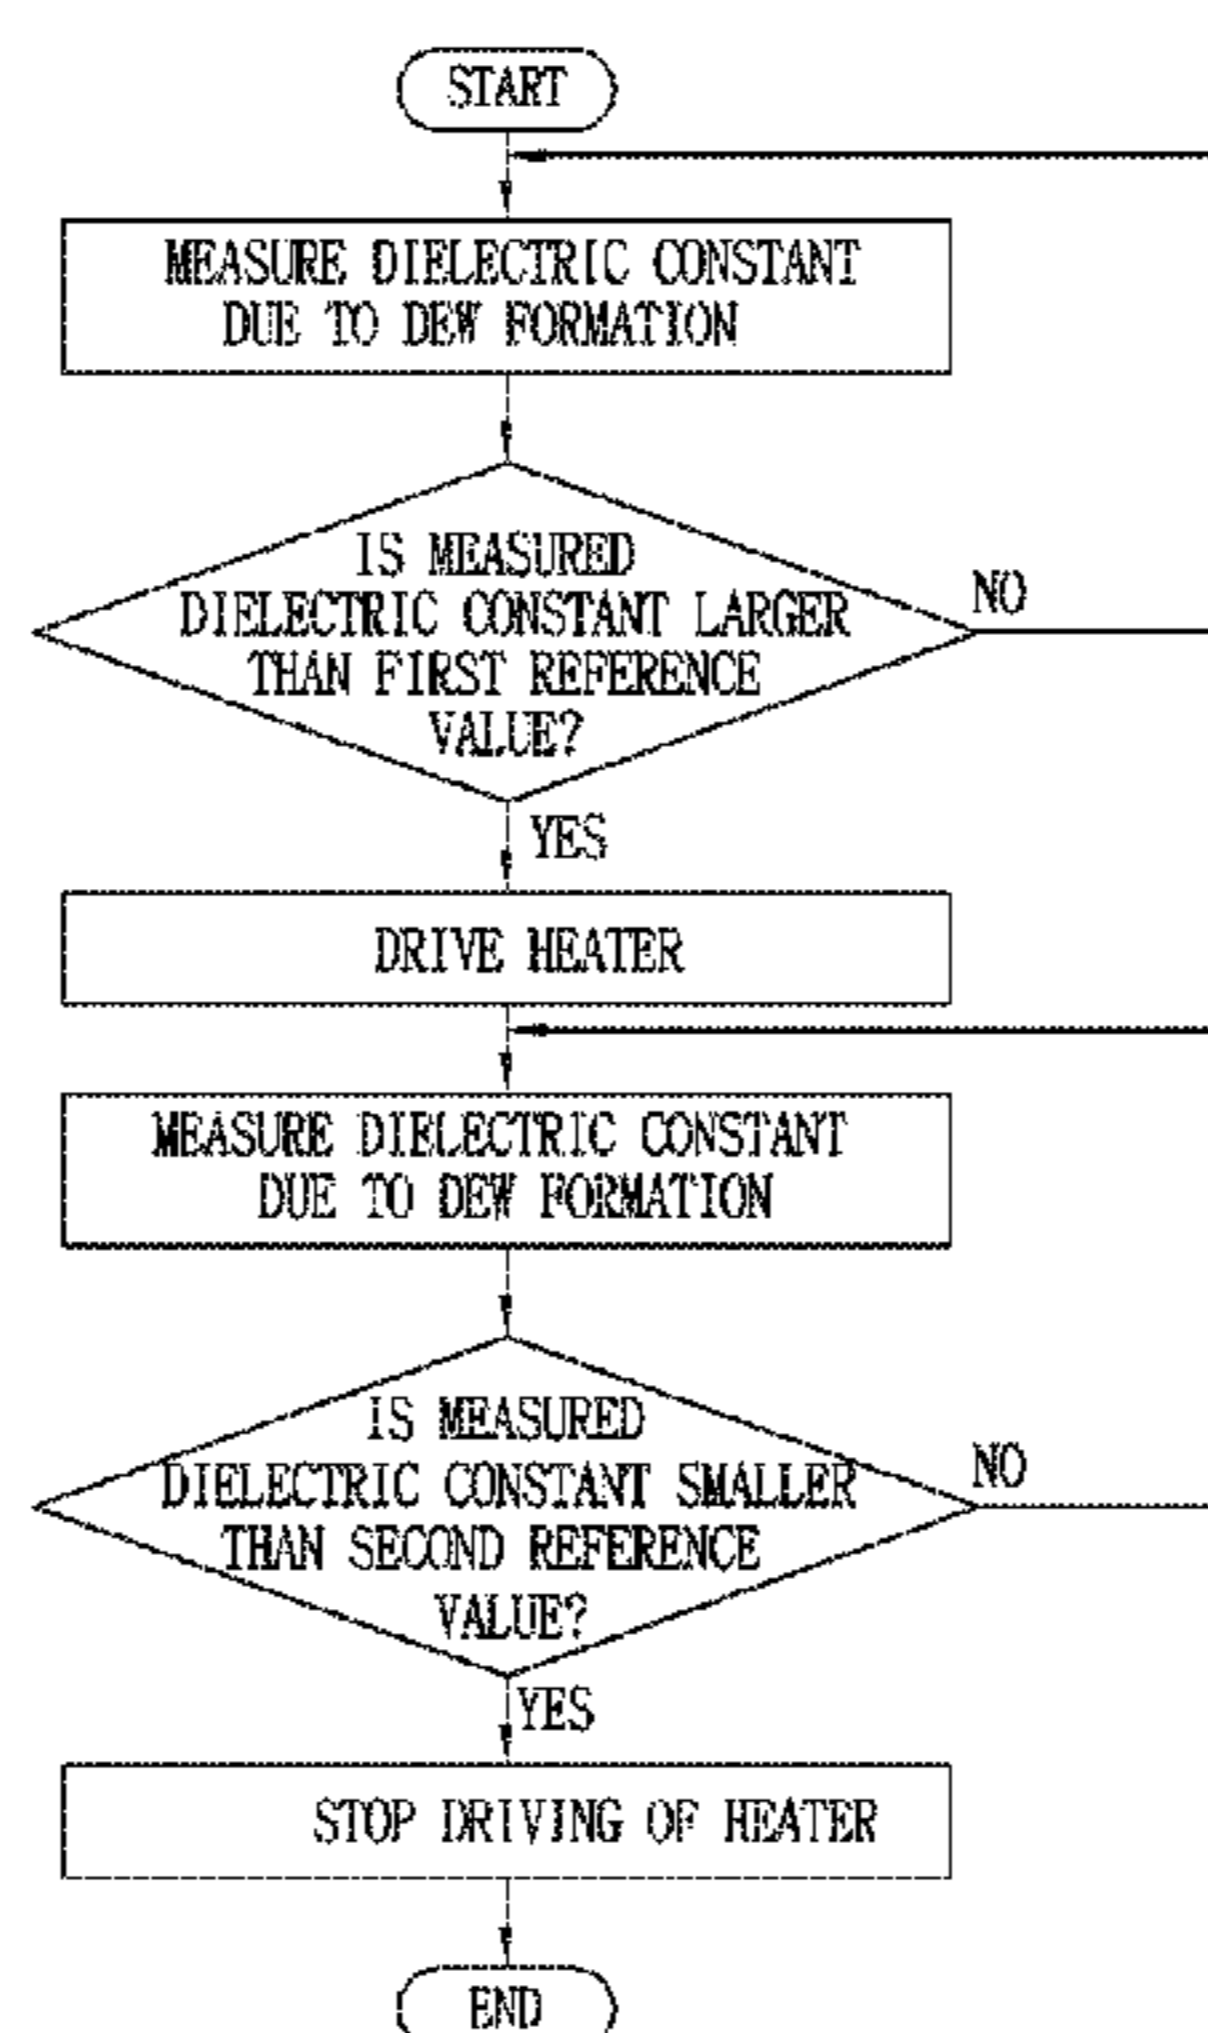 START
MEASURE DIELECTRIC CONSTANT
DUE TO DEW FORMATION
IS MEASURED
DIELECTRIC CONSTANT LARGER
THAN FIRST REFERENCE
VALUE?
NO
YES
DRIVE HEATER
MEASURE DIELECTRIC CONSTANT
DUE TO DEW FORMATION
IS MEASURED
DIELECTRIC CONSTANT SMALLER
THAN SECOND REFERENCE
VALUE?
NO
YES
STOP DRIVING OF HEATER
END